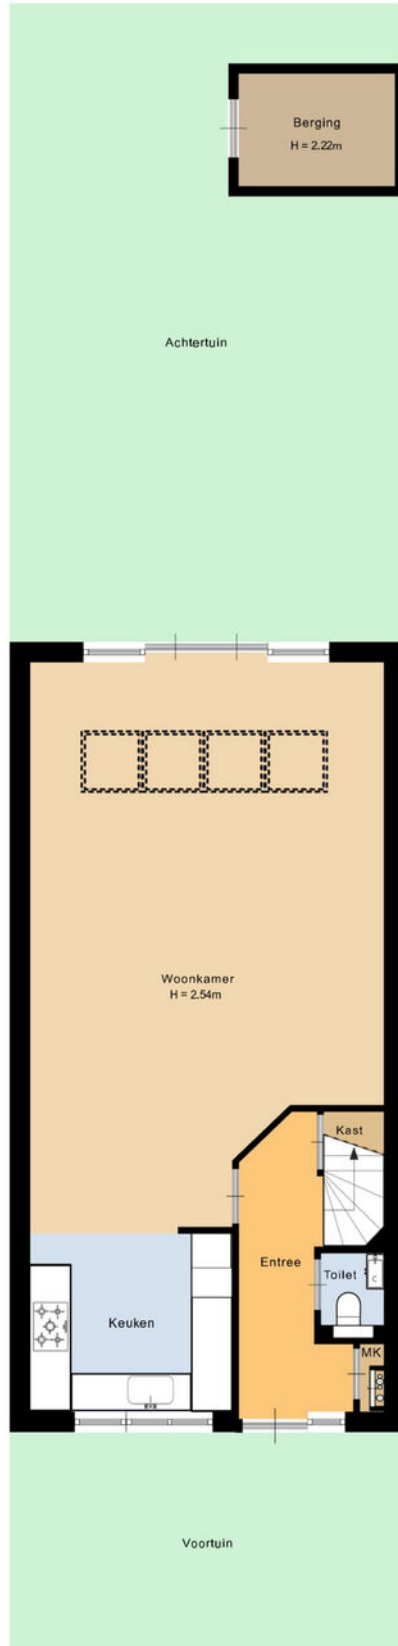 Berging
H = 2.22m
Achtertuin
Woonkamer
H = 2.54m
Kast
Entree
Toilet
Keuken
MK
Voortuin